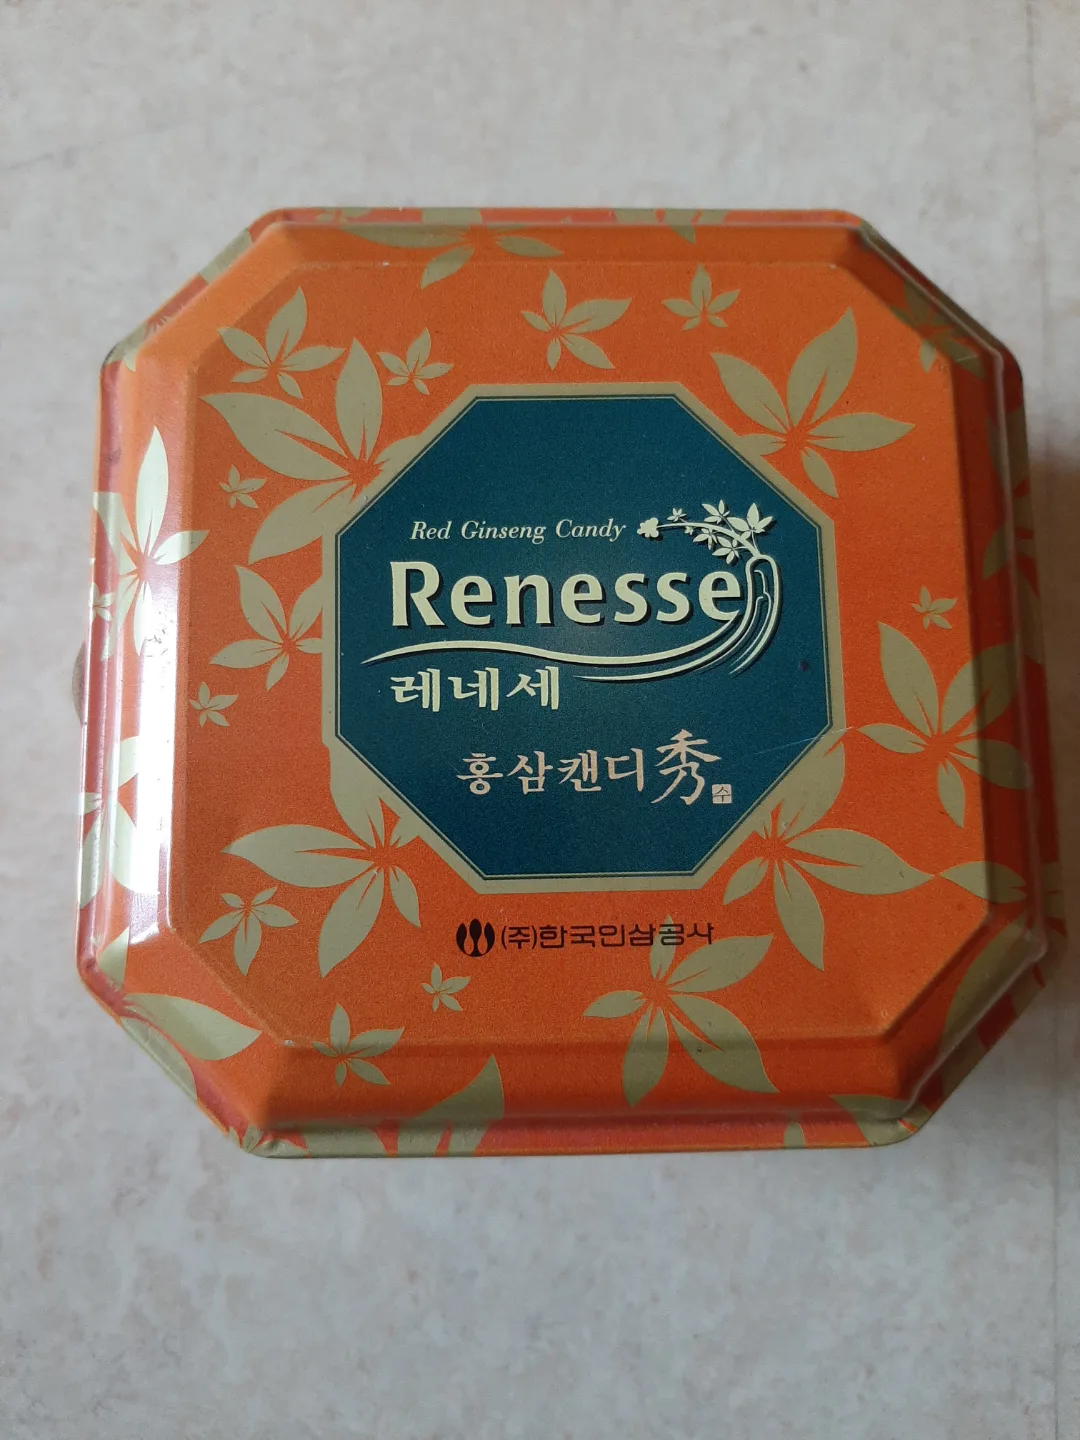 Red Ginseng Candy
Renesse
레네세
홍삼캔디秀 수
(주)한국인삼공사